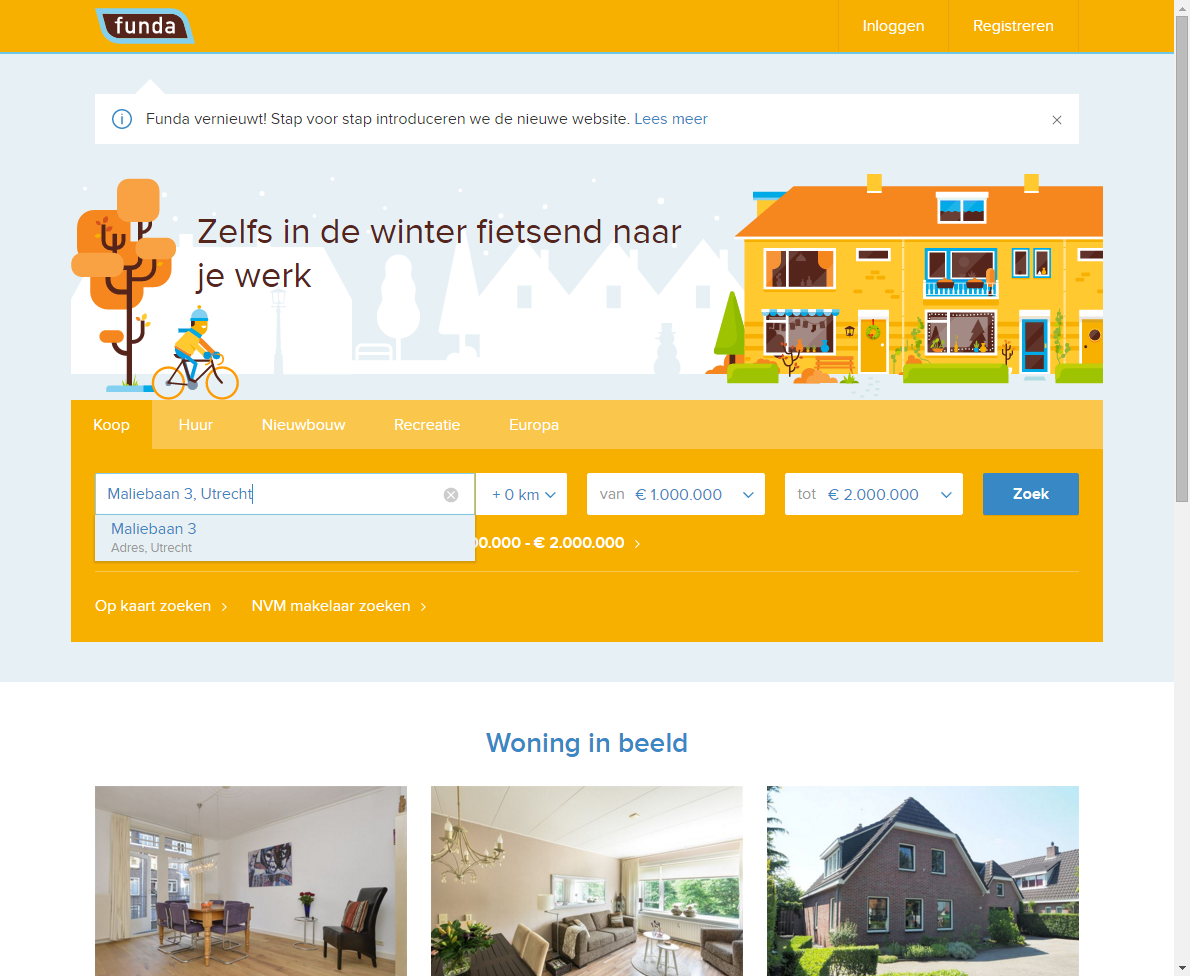 funda
Inloggen
Registreren
Funda vernieuwt! Stap voor stap introduceren we de nieuwe website. Lees meer
Zelfs in de winter fietsend naar
je werk
Koop
Huur
Nieuwbouw
Recreatie
Europa
Maliebaan 3, Utrecht
+ 0 km
van € 1.000.000
tot € 2.000.000
Zoek
Maliebaan 3
Adres, Utrecht
00.000 - € 2.000.000
Op kaart zoeken
NVM makelaar zoeken
Woning in beeld